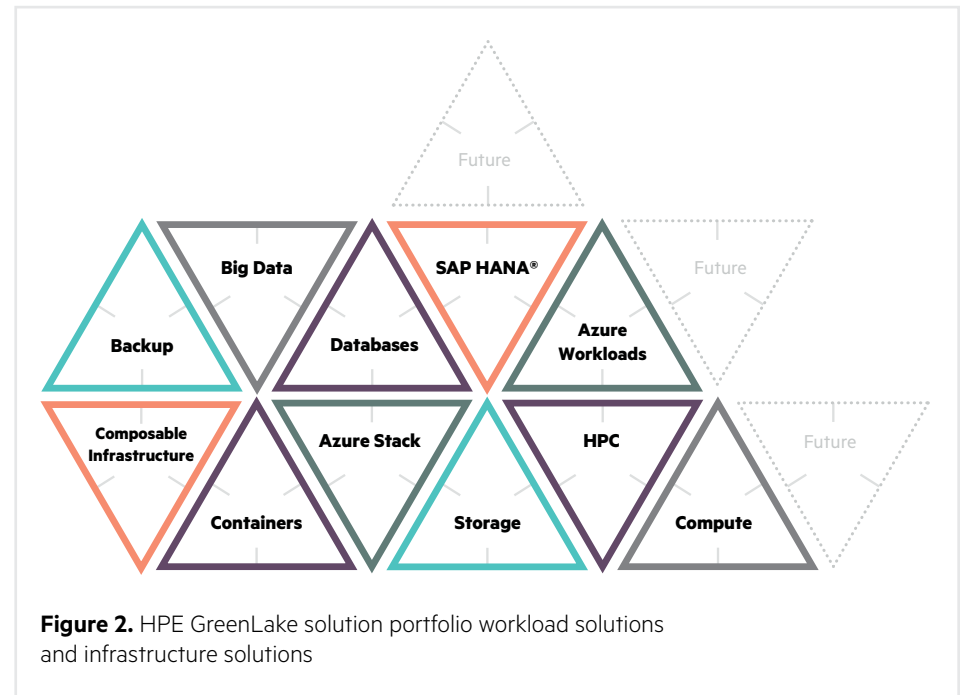 Future
Big Data
SAP HANA®
Future
Backup
Databases
Azure
Workloads
Composable
Infrastructure
Azure Stack
HPC
Future
Containers
Storage
Compute
Figure 2. HPE GreenLake solution portfolio workload solutions
and infrastructure solutions